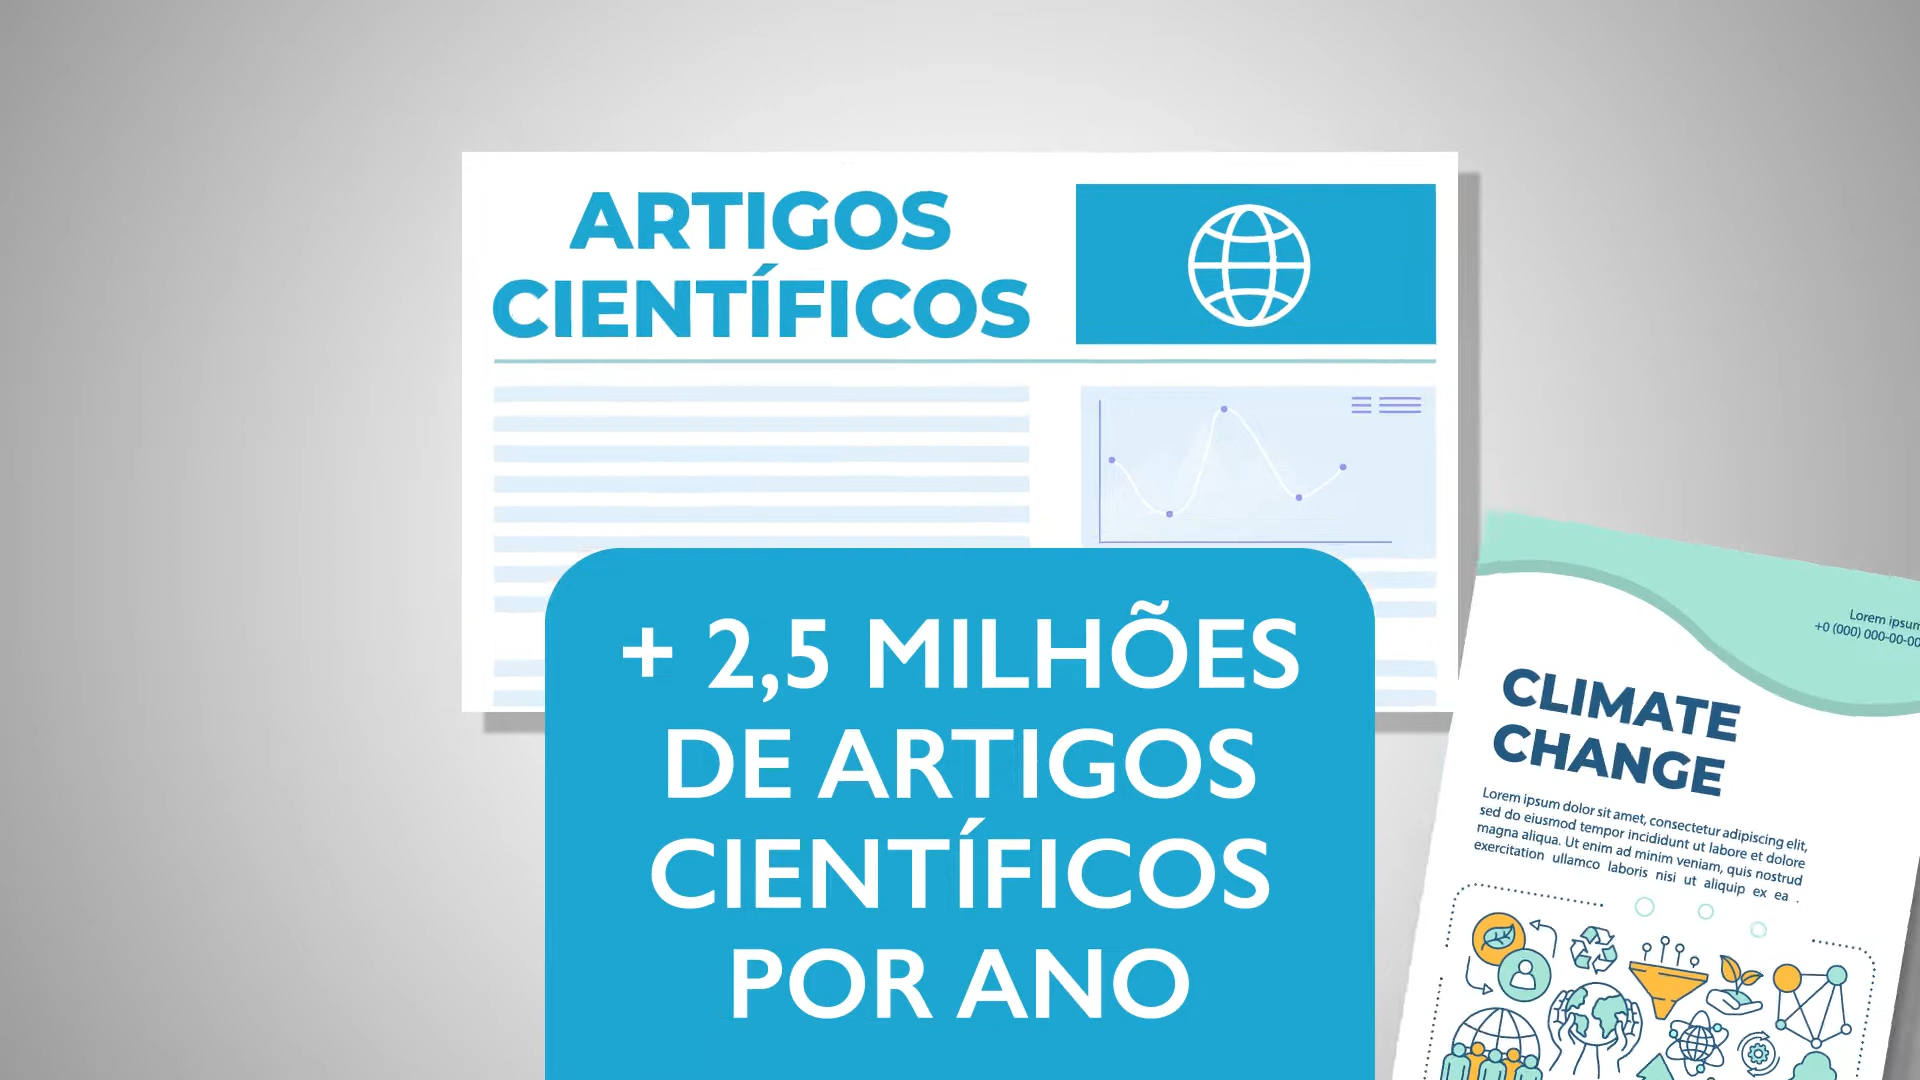 ARTIGOS
CIENTÍFICOS
+ 2,5 MILHÕES
DE ARTIGOS
CIENTÍFICOS
POR ANO
Lorem ipsum
+0 (000) 000-00-00
CLIMATE
CHANGE
Lorem ipsum dolor sit amet, consectetur adipiscing elit,
sed do eiusmod tempor incididunt ut labore et dolore
magna aliqua. Ut enim ad minim veniam, quis nostrud
exercitation ullamco laboris nisi ut aliquip ex ea .